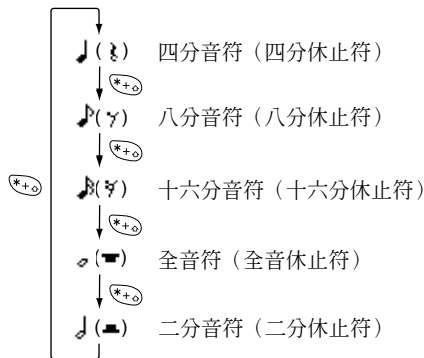 四分音符（四分休止符）
*+
八分音符（八分休止符）
*+
*+
十六分音符（十六分休止符）
*+
全音符（全音休止符）
*+
二分音符（二分休止符）